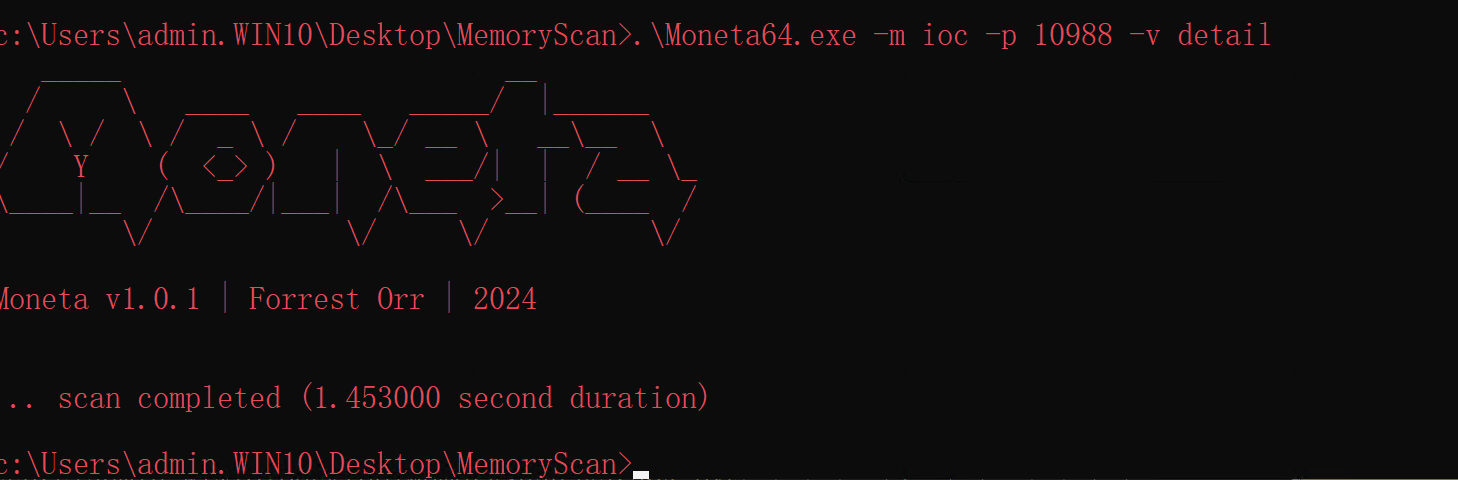 c:\Users\admin.WIN10\Desktop\MemoryScan>.\Moneta64.exe -m ioc -p 10988 -v detail
Moneta
Moneta v1.0.1 | Forrest Orr | 2024
.. scan completed (1.453000 second duration)
c:\Users\admin.WIN10\Desktop\MemoryScan>